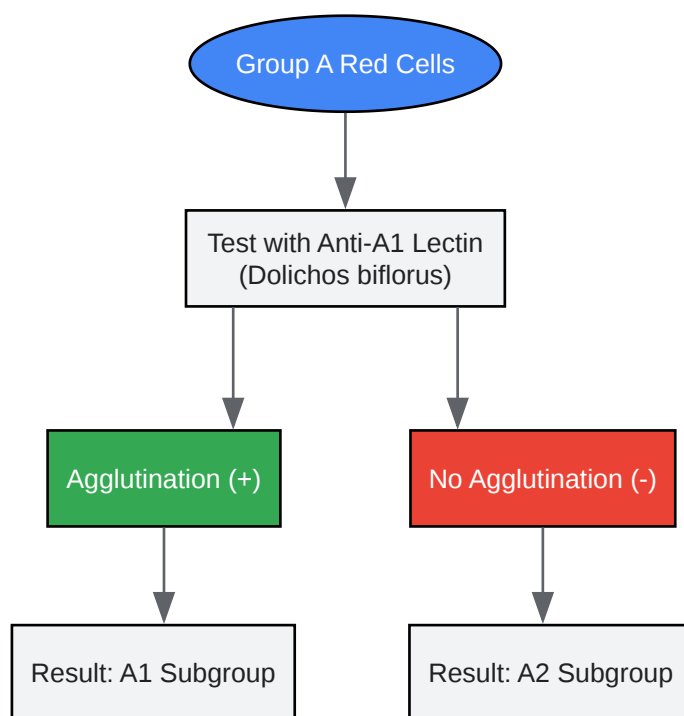 Group A Red Cells
Test with Anti-A1 Lectin
(Dolichos biflorus)
Agglutination (+)
No Agglutination (-)
Result: A1 Subgroup
Result: A2 Subgroup